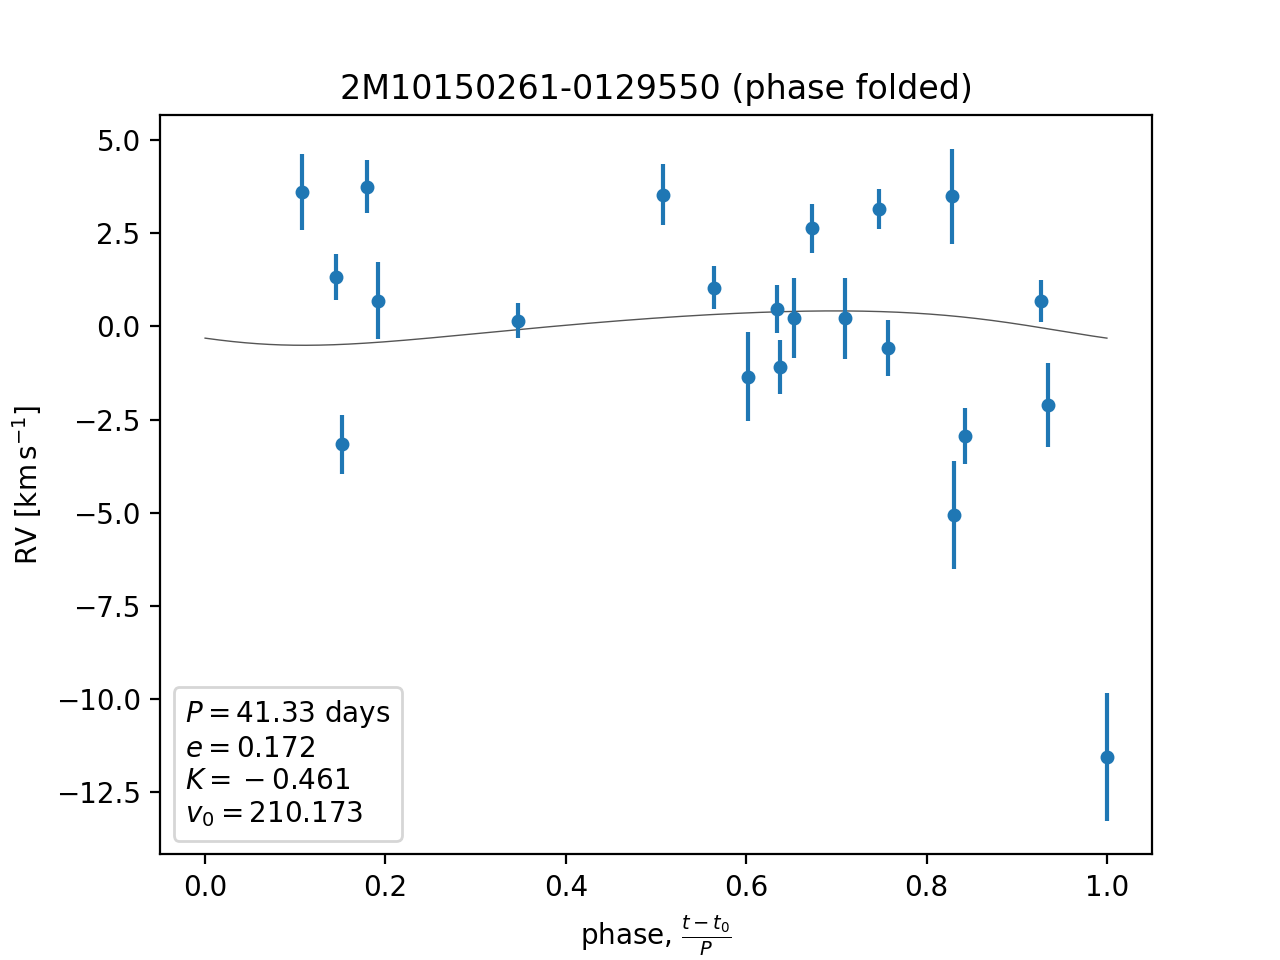 2M10150261-0129550 (phase folded)
5.0
2.5
0.0
−2.5
−5.0
−7.5
−10.0
−12.5
RV [km s⁻¹]
P = 41.33 days
e = 0.172
K = −0.461
v₀ = 210.173
0.0 0.2 0.4 0.6 0.8 1.0
phase, (t − t₀)/P